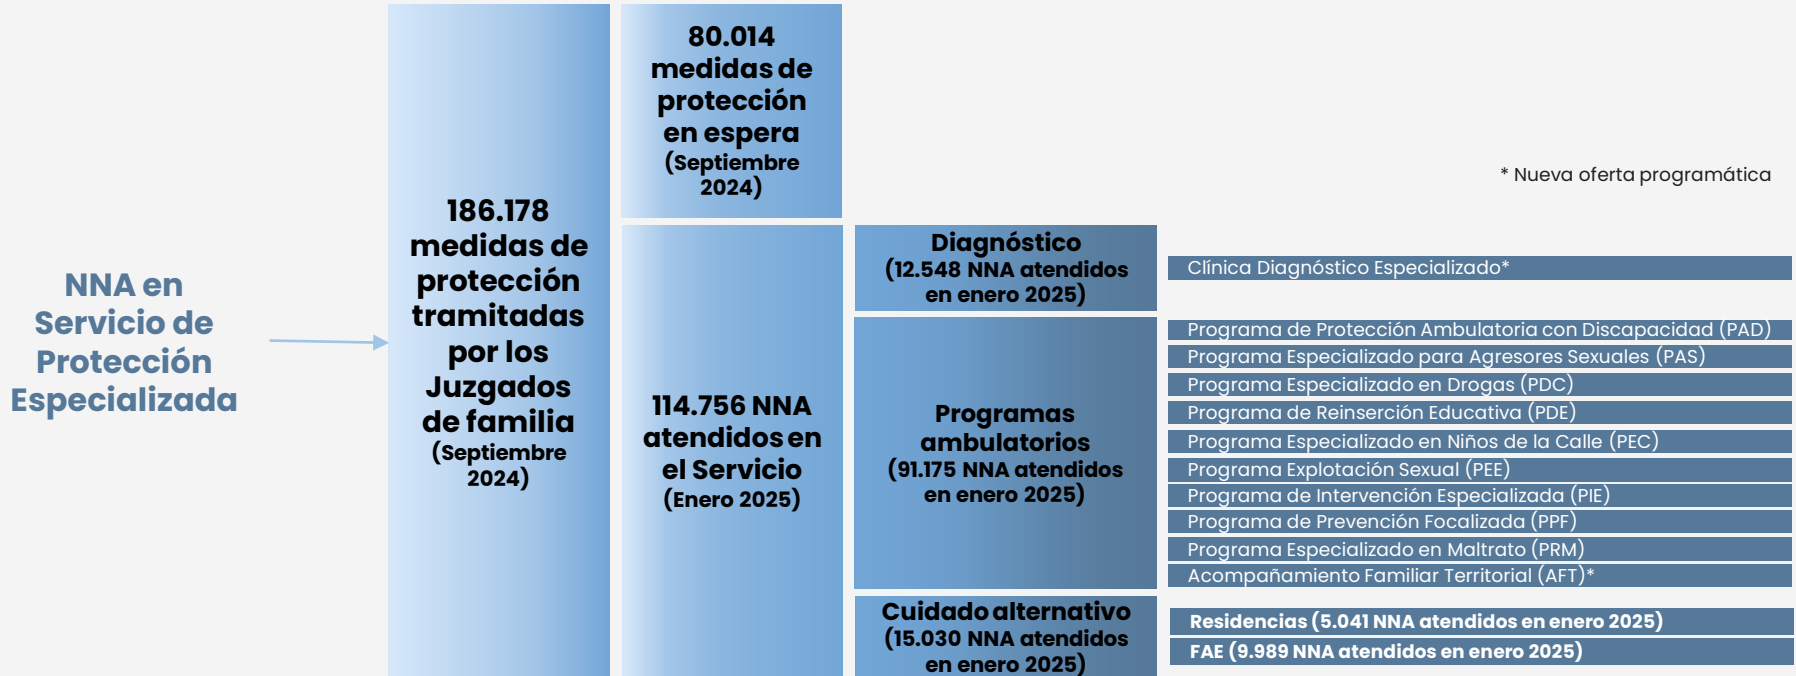 NNA en
Servicio de
Protección
Especializada
186.178
medidas de
protección
tramitadas
por los
Juzgados
de familia
(Septiembre
2024)
80.014
medidas de
protección
en espera
(Septiembre
2024)
114.756 NNA
atendidos en
el Servicio
(Enero 2025)
* Nueva oferta programática
Diagnóstico
(12.548 NNA atendidos
en enero 2025)
Clínica Diagnóstico Especializado*
Programas
ambulatorios
(91.175 NNA atendidos
en enero 2025)
Programa de Protección Ambulatoria con Discapacidad (PAD)
Programa Especializado para Agresores Sexuales (PAS)
Programa Especializado en Drogas (PDC)
Programa de Reinserción Educativa (PDE)
Programa Especializado en Niños de la Calle (PEC)
Programa Explotación Sexual (PEE)
Programa de Intervención Especializada (PIE)
Programa de Prevención Focalizada (PPF)
Programa Especializado en Maltrato (PRM)
Acompañamiento Familiar Territorial (AFT)*
Cuidado alternativo
(15.030 NNA atendidos
en enero 2025)
Residencias (5.041 NNA atendidos en enero 2025)
FAE (9.989 NNA atendidos en enero 2025)